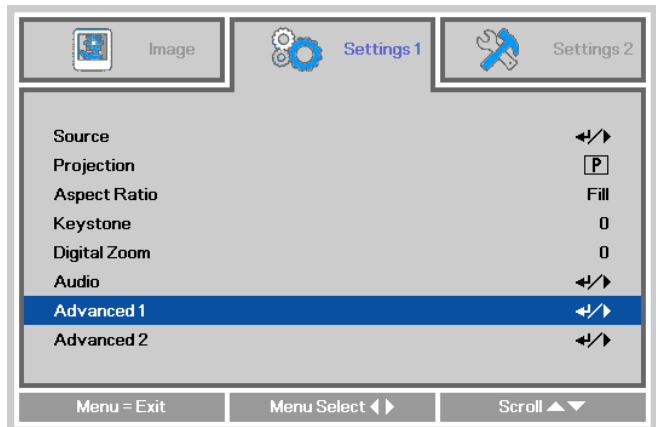 Image
Settings 1
Settings 2
Source
Projection P
Aspect Ratio Fill
Keystone 0
Digital Zoom 0
Audio
Advanced 1
Advanced 2
Menu = Exit
Menu Select
Scroll